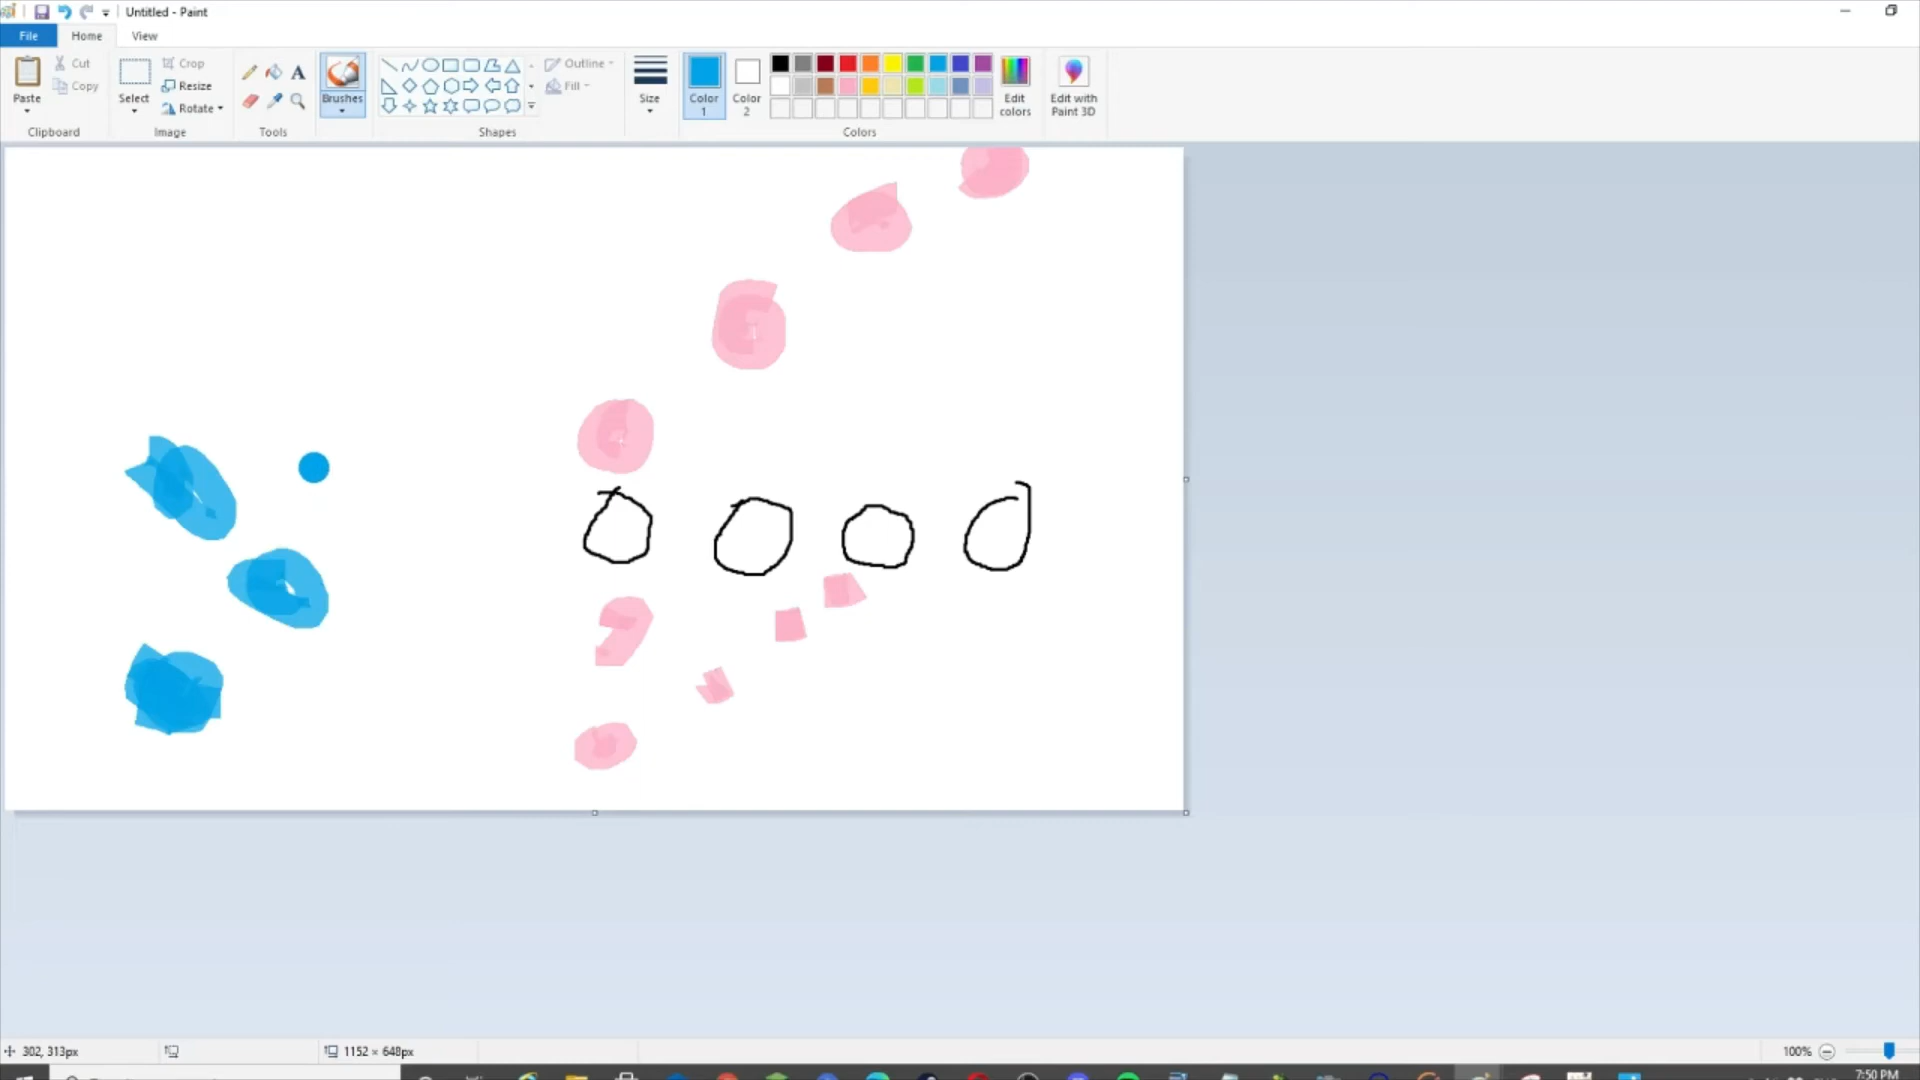 Untitled - Paint
File Home View
Paste
Cut
Copy
Clipboard
Select
Crop
Resize
Rotate
Image
A
Tools
Brushes
Outline
Fill
Shapes
Size
Color 1
Color 2
Edit colors
Edit with Paint 3D
Colors
302, 313px
1152 × 648px
100%
7:50 PM